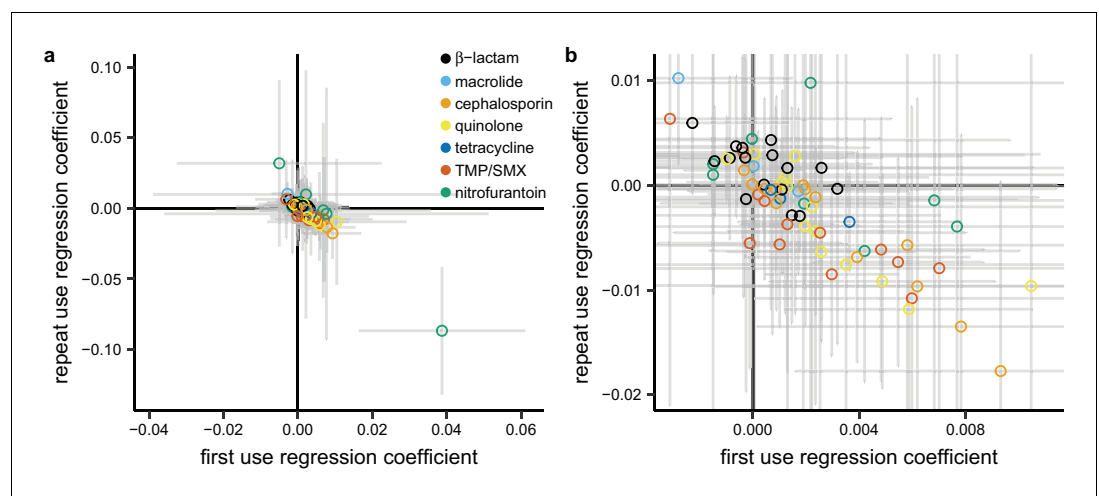 a
repeat use regression coefficient
0.10
0.05
0.00
−0.05
−0.10
−0.04
−0.02
0.00
0.02
0.04
0.06
first use regression coefficient
β−lactam
macrolide
cephalosporin
quinolone
tetracycline
TMP/SMX
nitrofurantoin
b
repeat use regression coefficient
0.01
0.00
−0.01
−0.02
0.000
0.004
0.008
first use regression coefficient